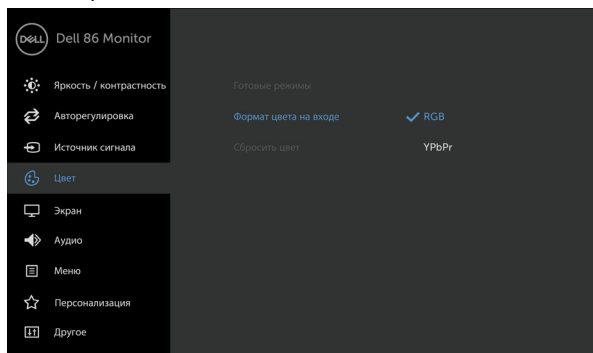 DELL Dell 86 Monitor
Яркость / контрастность
Готовые режимы
Авторегулировка
Формат цвета на входе
RGB
Источник сигнала
Сбросить цвет
YPbPr
Цвет
Экран
Аудио
Меню
Персонализация
Другое